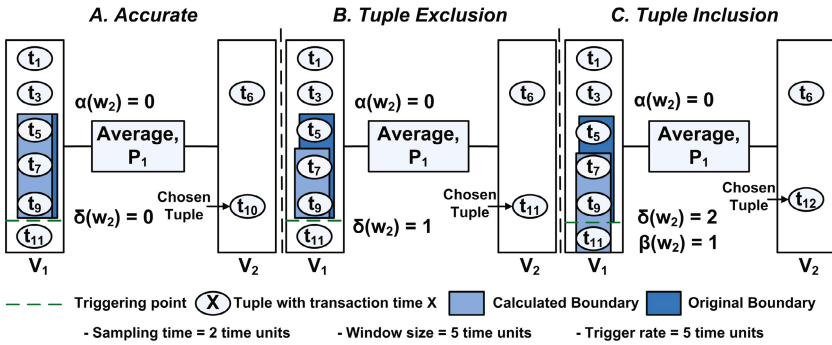 A. Accurate
t1
t3
t5
t7
t9
t11
V1
α(w2) = 0
Average,
P1
δ(w2) = 0
t6
Chosen
Tuple
t10
V2
B. Tuple Exclusion
t1
t3
t5
t7
t9
t11
V1
α(w2) = 0
Average,
P1
δ(w2) = 1
t6
Chosen
Tuple
t11
V2
C. Tuple Inclusion
t1
t3
t5
t7
t9
t11
V1
α(w2) = 0
Average,
P1
δ(w2) = 2
β(w2) = 1
t6
Chosen
Tuple
t12
V2
Triggering point
X
Tuple with transaction time X
Calculated Boundary
Original Boundary
- Sampling time = 2 time units
- Window size = 5 time units
- Trigger rate = 5 time units